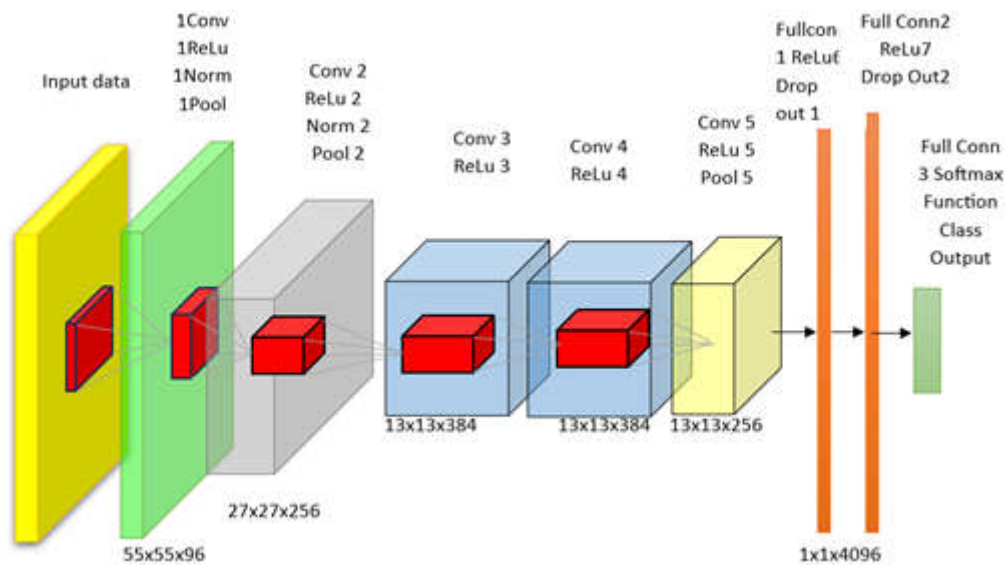 Input data
1Conv
1ReLu
1Norm
1Pool
Conv 2
ReLu 2
Norm 2
Pool 2
Conv 3
ReLu 3
Conv 4
ReLu 4
Conv 5
ReLu 5
Pool 5
Fullcon
1 ReLu6
Drop
out 1
Full Conn2
ReLu7
Drop Out2
Full Conn
3 Softmax
Function
Class
Output
55x55x96
27x27x256
13x13x384
13x13x384
13x13x256
1x1x4096